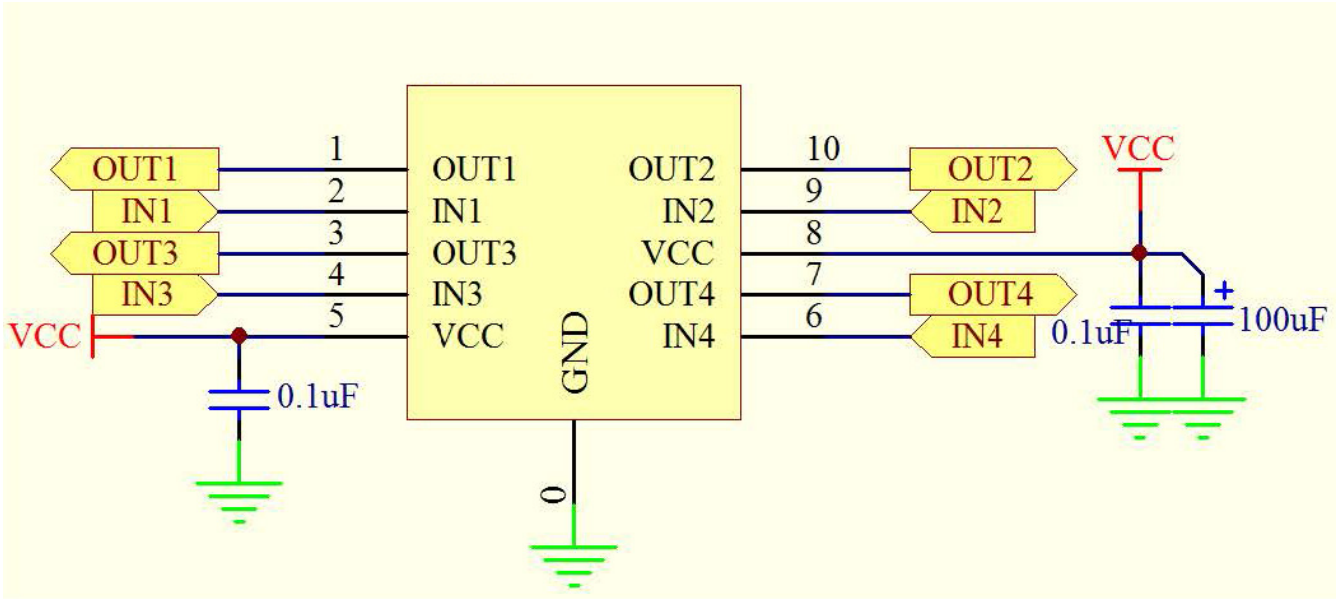 OUT1 1 OUT1 OUT2 10 OUT2 VCC
IN1 2 IN1 IN2 9 IN2
OUT3 3 OUT3 VCC 8
IN3 4 IN3 OUT4 7 OUT4
VCC 5 VCC IN4 6 IN4 0.1uF + 100uF
GND
0.1uF
0